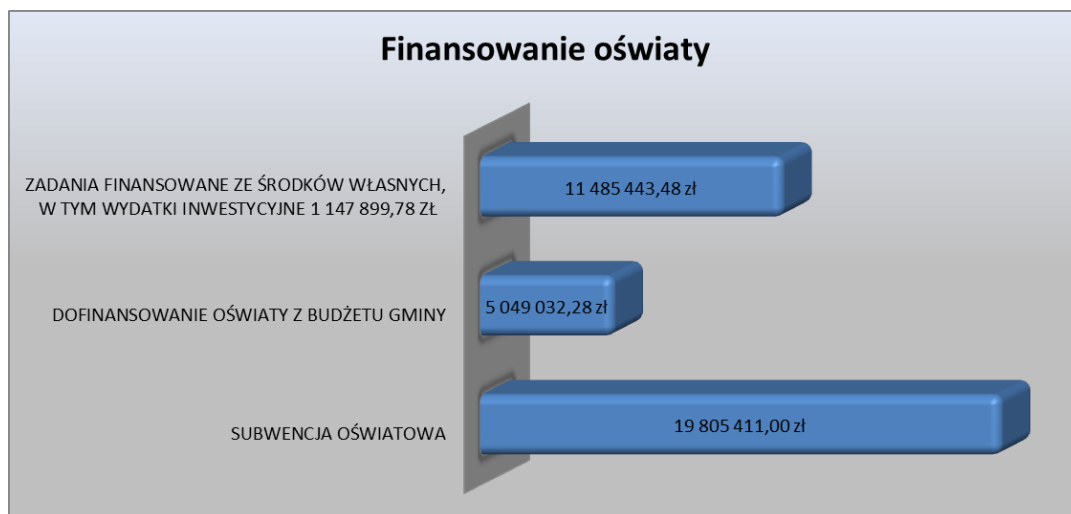 Finansowanie oświaty
ZADANIA FINANSOWANE ZE ŚRODKÓW WŁASNYCH,
W TYM WYDATKI INWESTYCYJNE 1 147 899,78 ZŁ
11 485 443,48 zł
DOFINANSOWANIE OŚWIATY Z BUDŻETU GMINY
5 049 032,28 zł
SUBWENCJA OŚWIATOWA
19 805 411,00 zł